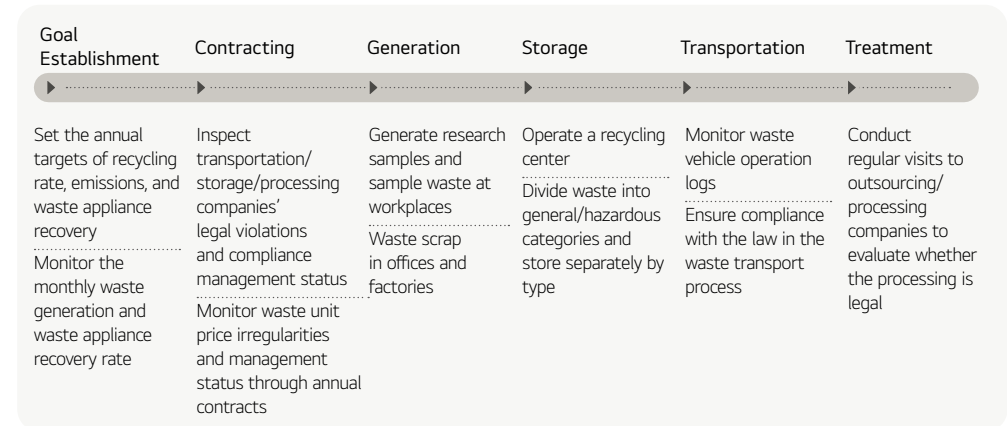 Goal
Establishment
Contracting
Generation
Storage
Transportation
Treatment
Set the annual
targets of recycling
rate, emissions, and
waste appliance
recovery
Monitor the
monthly waste
generation and
waste appliance
recovery rate
Inspect
transportation/
storage/processing
companies’
legal violations
and compliance
management status
Monitor waste unit
price irregularities
and management
status through annual
contracts
Generate research
samples and
sample waste at
workplaces
Waste scrap
in offices and
factories
Operate a recycling
center
Divide waste into
general/hazardous
categories and
store separately by
type
Monitor waste
vehicle operation
logs
Ensure compliance
with the law in the
waste transport
process
Conduct
regular visits to
outsourcing/
processing
companies to
evaluate whether
the processing is
legal